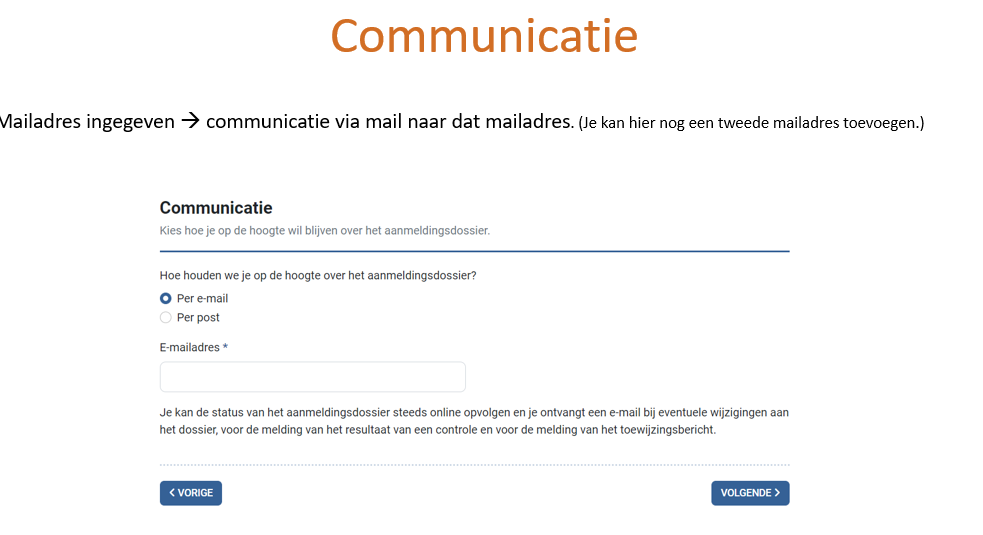 Communicatie
Mailadres ingegeven → communicatie via mail naar dat mailadres. (Je kan hier nog een tweede mailadres toevoegen.)
Communicatie
Kies hoe je op de hoogte wil blijven over het aanmeldingsdossier.
Hoe houden we je op de hoogte over het aanmeldingsdossier?
Per e-mail
Per post
E-mailadres *
Je kan de status van het aanmeldingsdossier steeds online opvolgen en je ontvangt een e-mail bij eventuele wijzigingen aan
het dossier, voor de melding van het resultaat van een controle en voor de melding van het toewijzingsbericht.
< VORIGE
VOLGENDE >